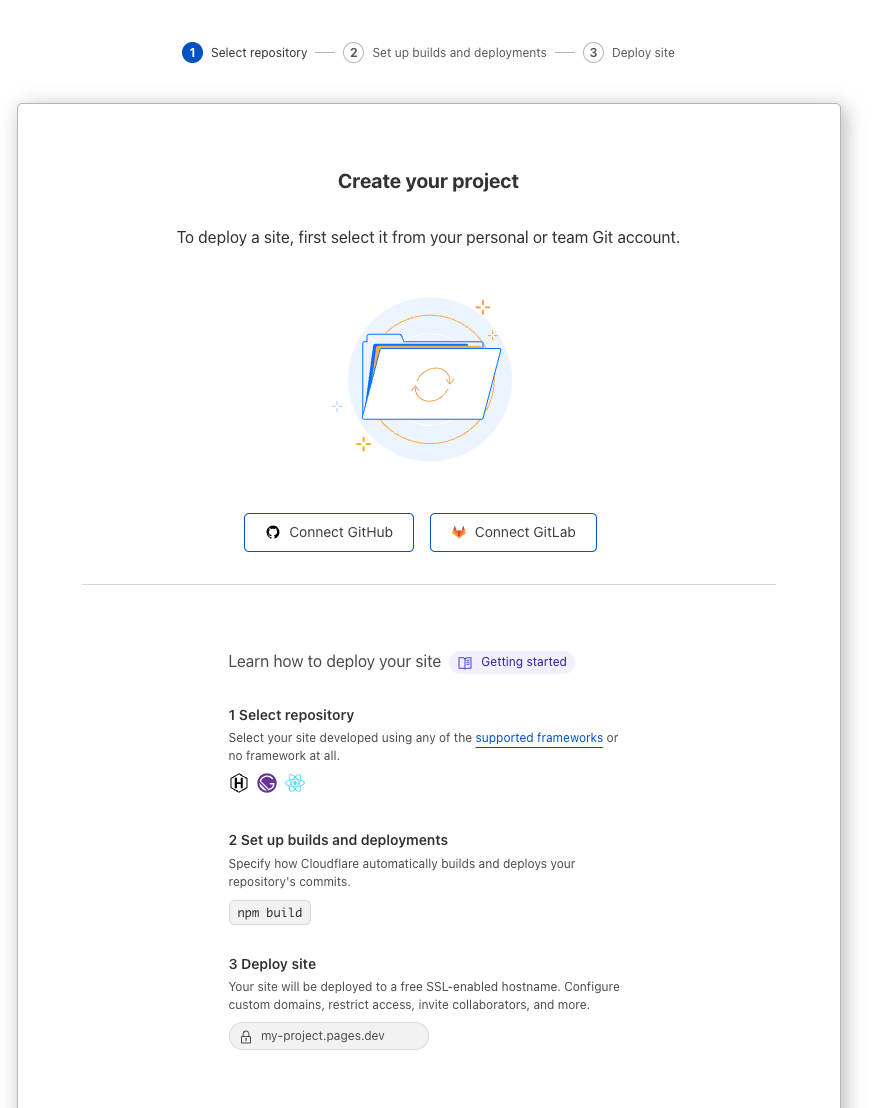 1 Select repository 2 Set up builds and deployments 3 Deploy site
Create your project
To deploy a site, first select it from your personal or team Git account.
Connect GitHub Connect GitLab
Learn how to deploy your site Getting started
1 Select repository
Select your site developed using any of the supported frameworks or
no framework at all.
H G
2 Set up builds and deployments
Specify how Cloudflare automatically builds and deploys your
repository's commits.
npm build
3 Deploy site
Your site will be deployed to a free SSL-enabled hostname. Configure
custom domains, restrict access, invite collaborators, and more.
my-project.pages.dev